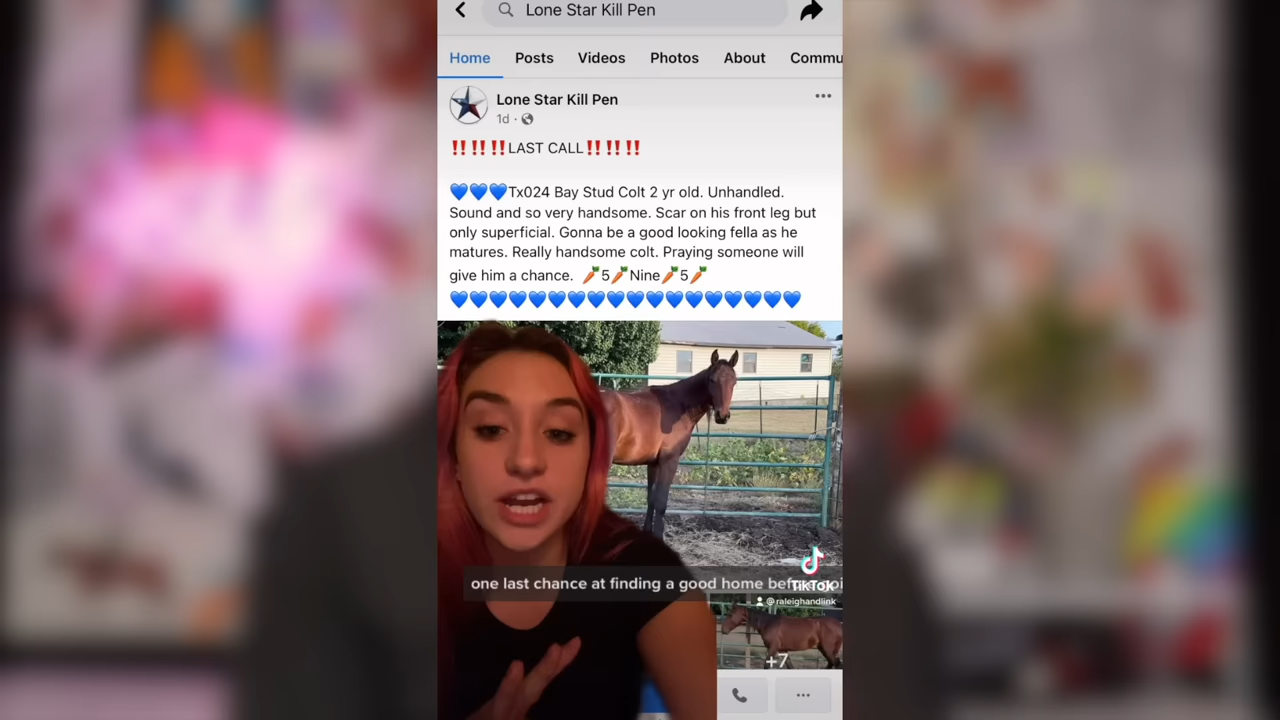 Lone Star Kill Pen
Home Posts Videos Photos About Commu
Lone Star Kill Pen
1d ·
‼️‼️‼️LAST CALL‼️‼️‼️
💙💙💙Tx024 Bay Stud Colt 2 yr old. Unhandled.
Sound and so very handsome. Scar on his front leg but
only superficial. Gonna be a good looking fella as he
matures. Really handsome colt. Praying someone will
give him a chance. 🥕5🥕Nine🥕5🥕
💙💙💙💙💙💙💙💙💙💙💙💙💙💙💙💙💙💙
one last chance at finding a good home
TikTok
@raleighandlink
+7